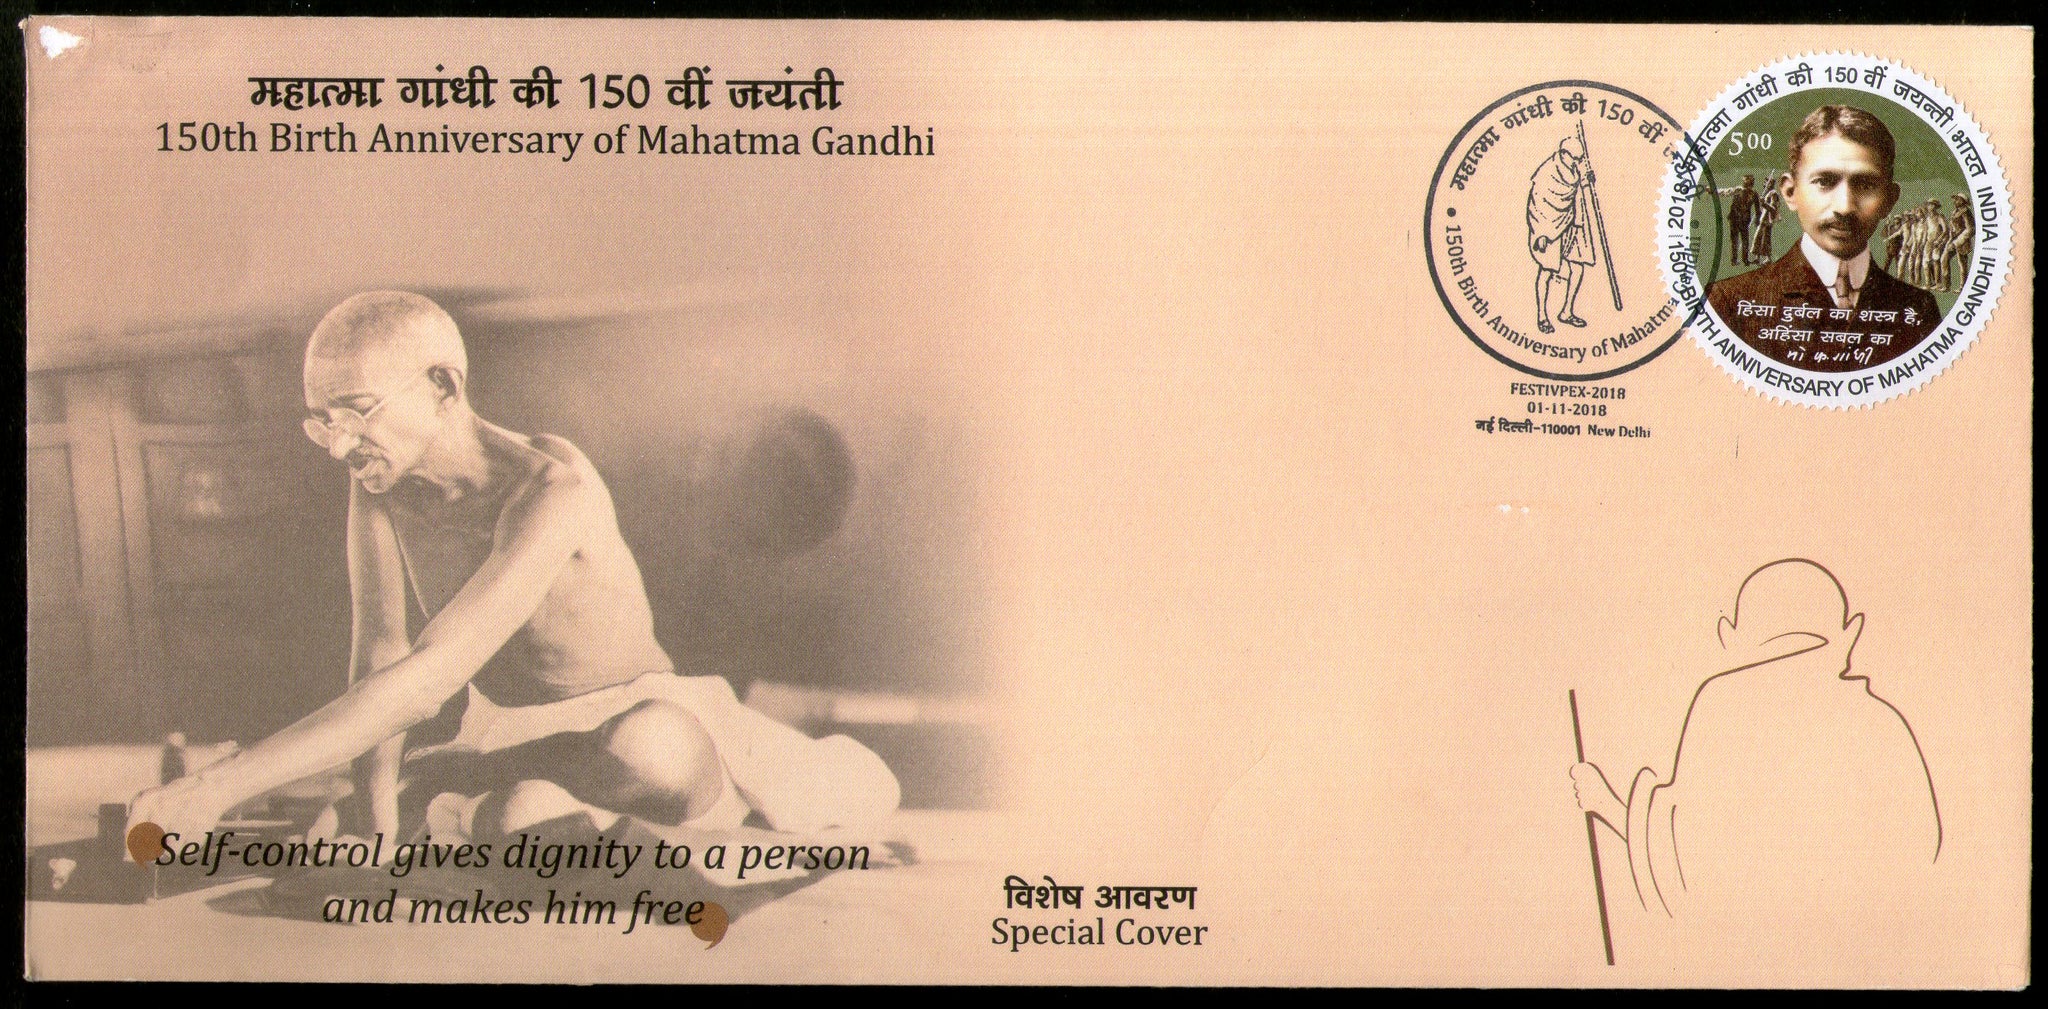 महात्मा गांधी की 150 वीं जयंती
150th Birth Anniversary of Mahatma Gandhi
• महात्मा गांधी की 150 वीं जयंती •
150th Birth Anniversary of Mahatma Gandhi
FESTIVPEX-2018
01-11-2018
नई दिल्ली-110001 New Delhi
महात्मा गांधी की 150 वीं जयन्ती भारत INDIA
2018 150th BIRTH ANNIVERSARY OF MAHATMA GANDHI
5 00
हिंसा दुर्बल का शस्त्र है,
अहिंसा सबल का
मो क गांधी
Self-control gives dignity to a person
and makes him free
विशेष आवरण
Special Cover